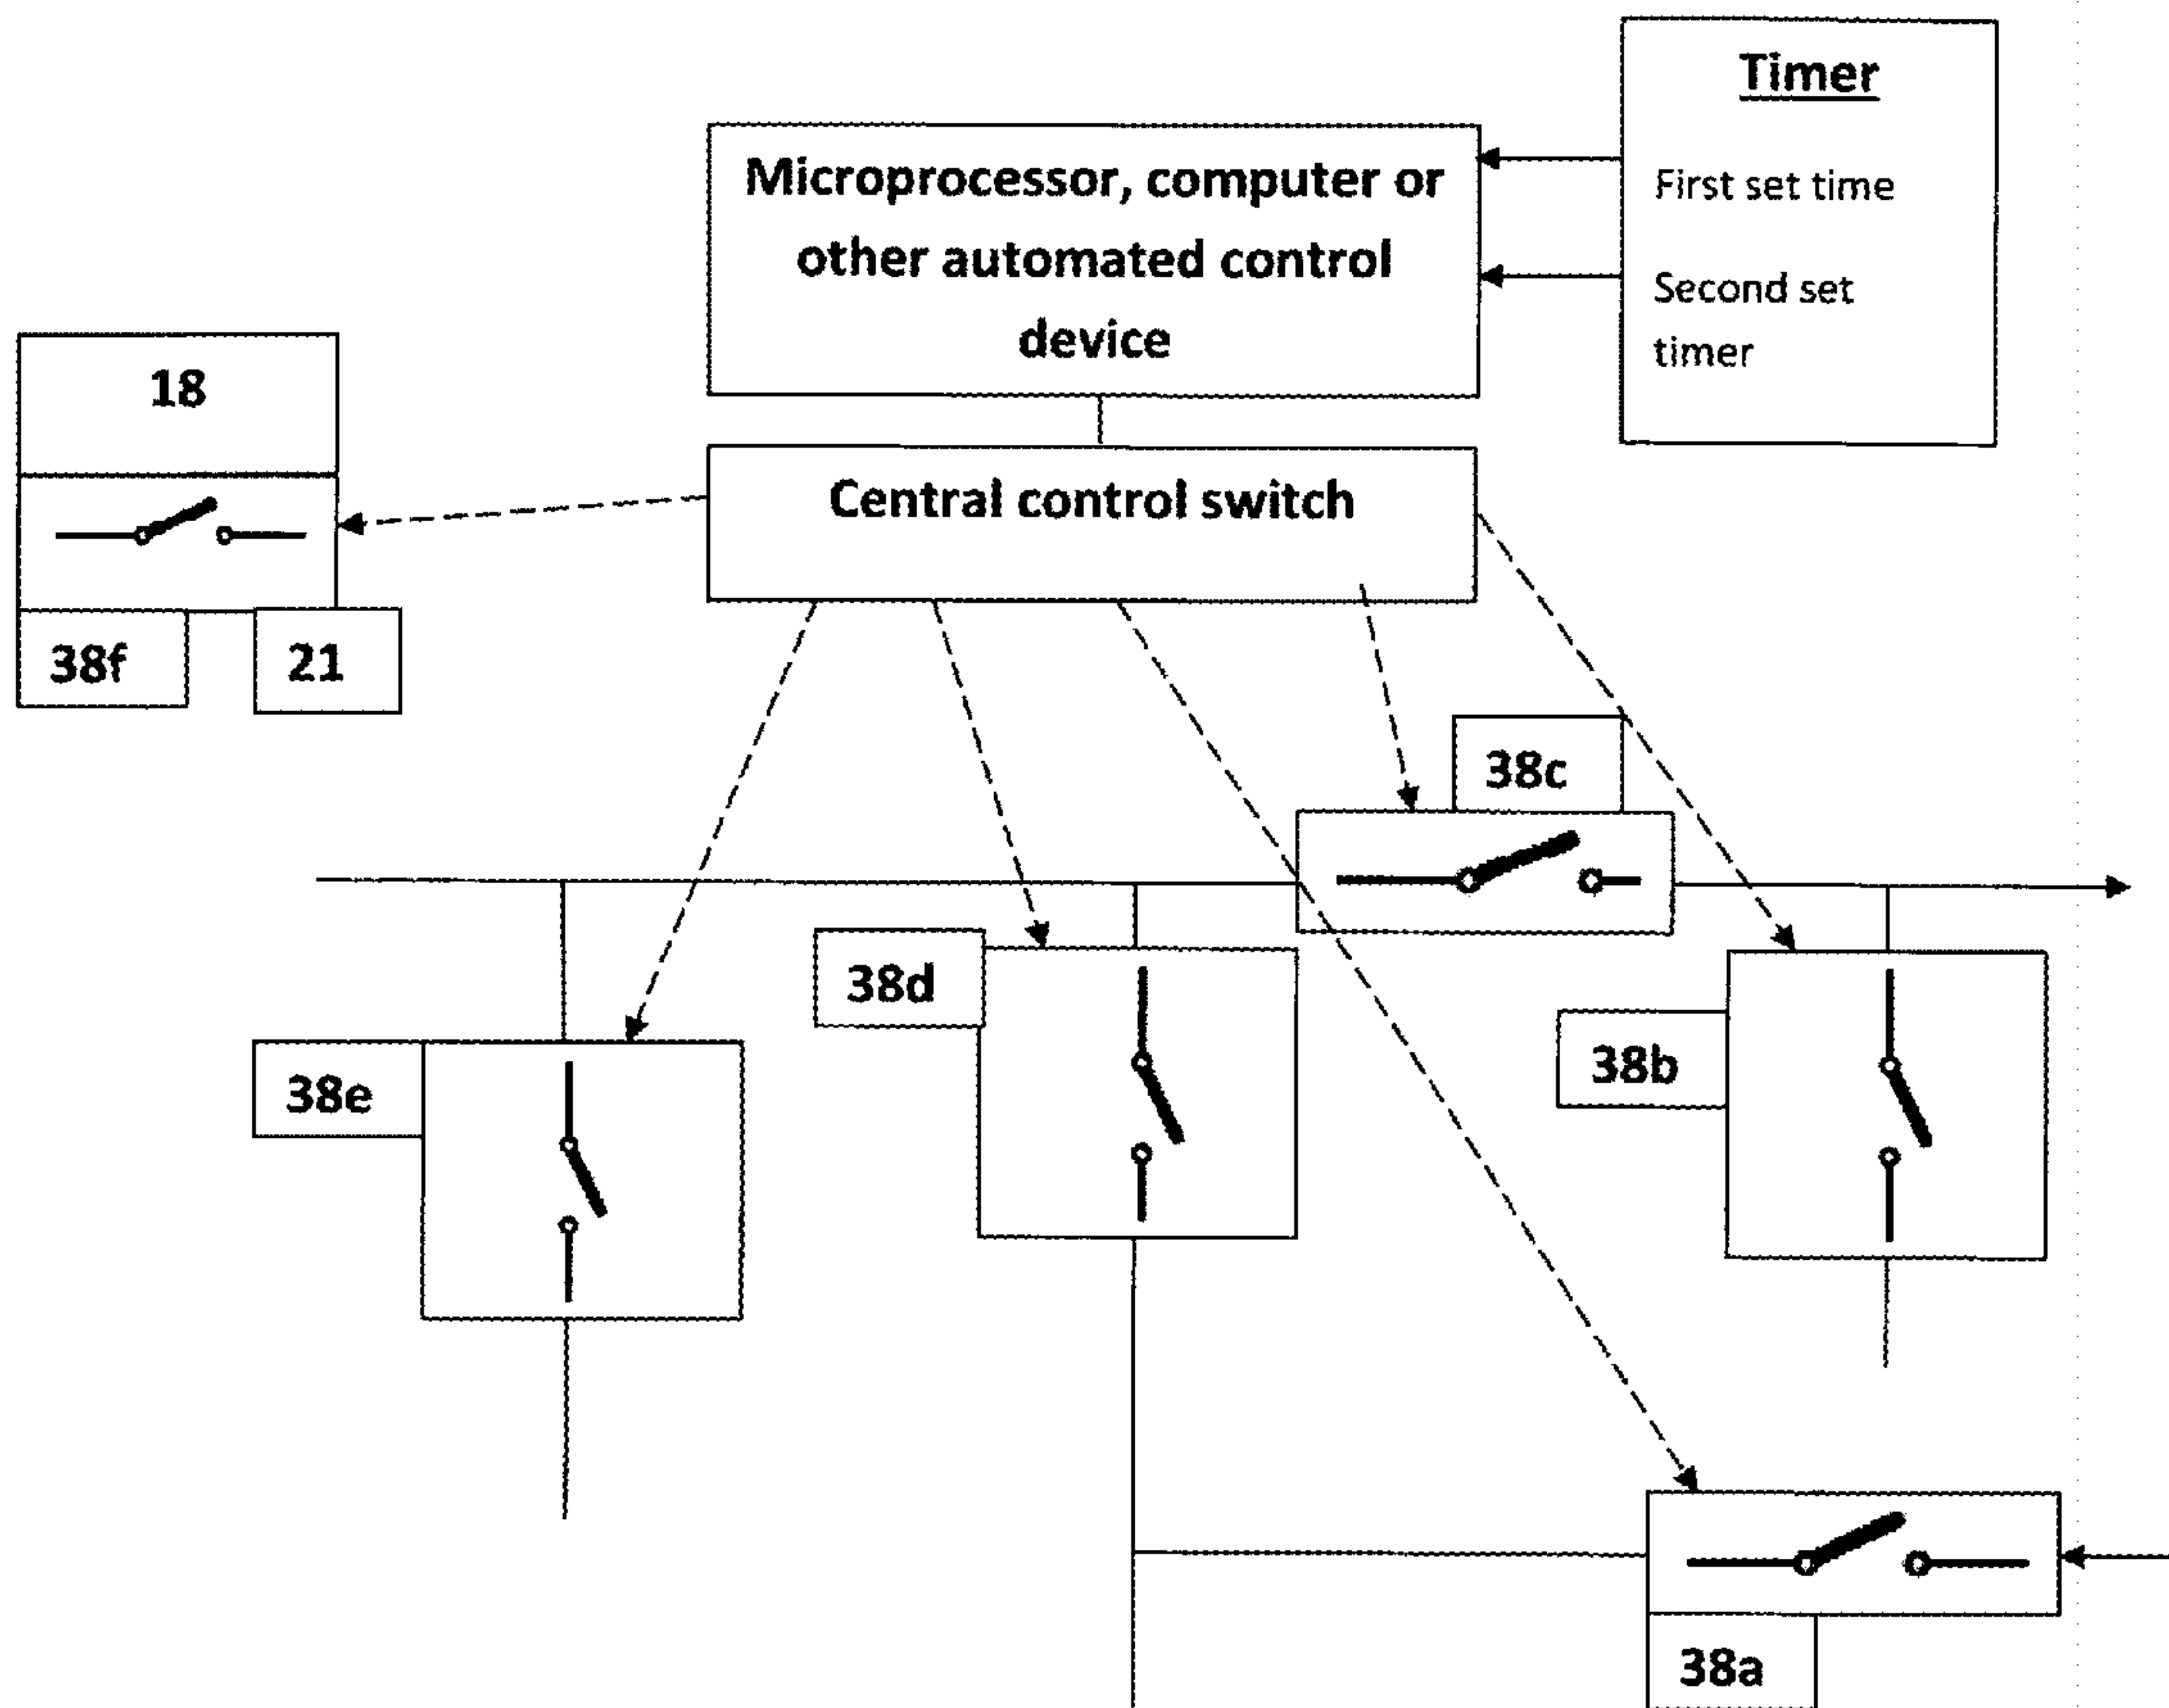 Timer
First set time
Second set
timer
Microprocessor, computer or
other automated control
device
18
Central control switch
38f
21
38c
38d
38b
38e
38a